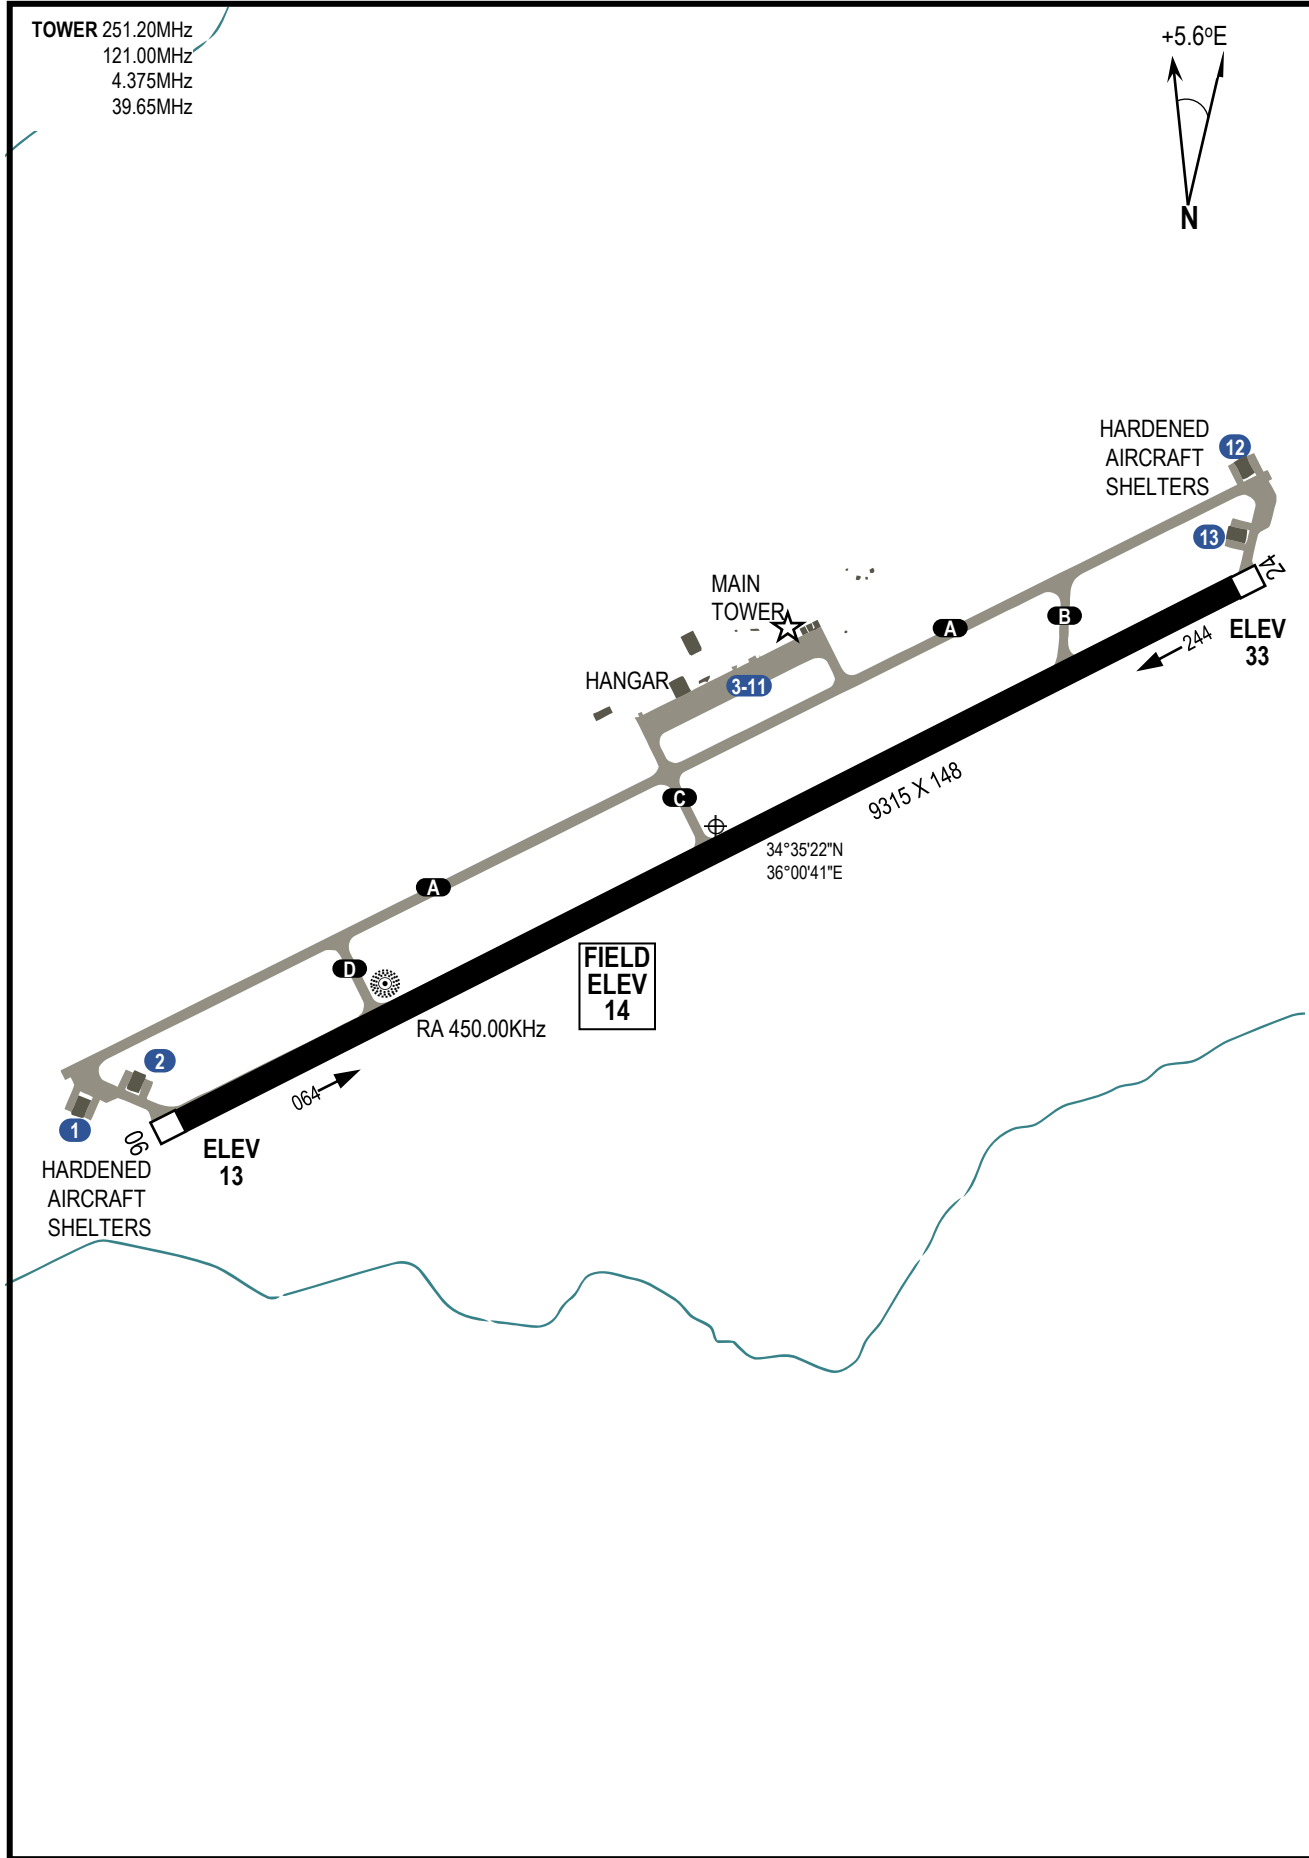 TOWER 251.20MHz
121.00MHz
4.375MHz
39.65MHz
+5.6ºE
N
HARDENED
AIRCRAFT
SHELTERS
12
13
24
ELEV
33
244
MAIN
TOWER
A
B
HANGAR
3-11
C
9315 X 148
34°35'22"N
36°00'41"E
A
FIELD
ELEV
14
D
RA 450.00KHz
2
064
1
06
ELEV
13
HARDENED
AIRCRAFT
SHELTERS